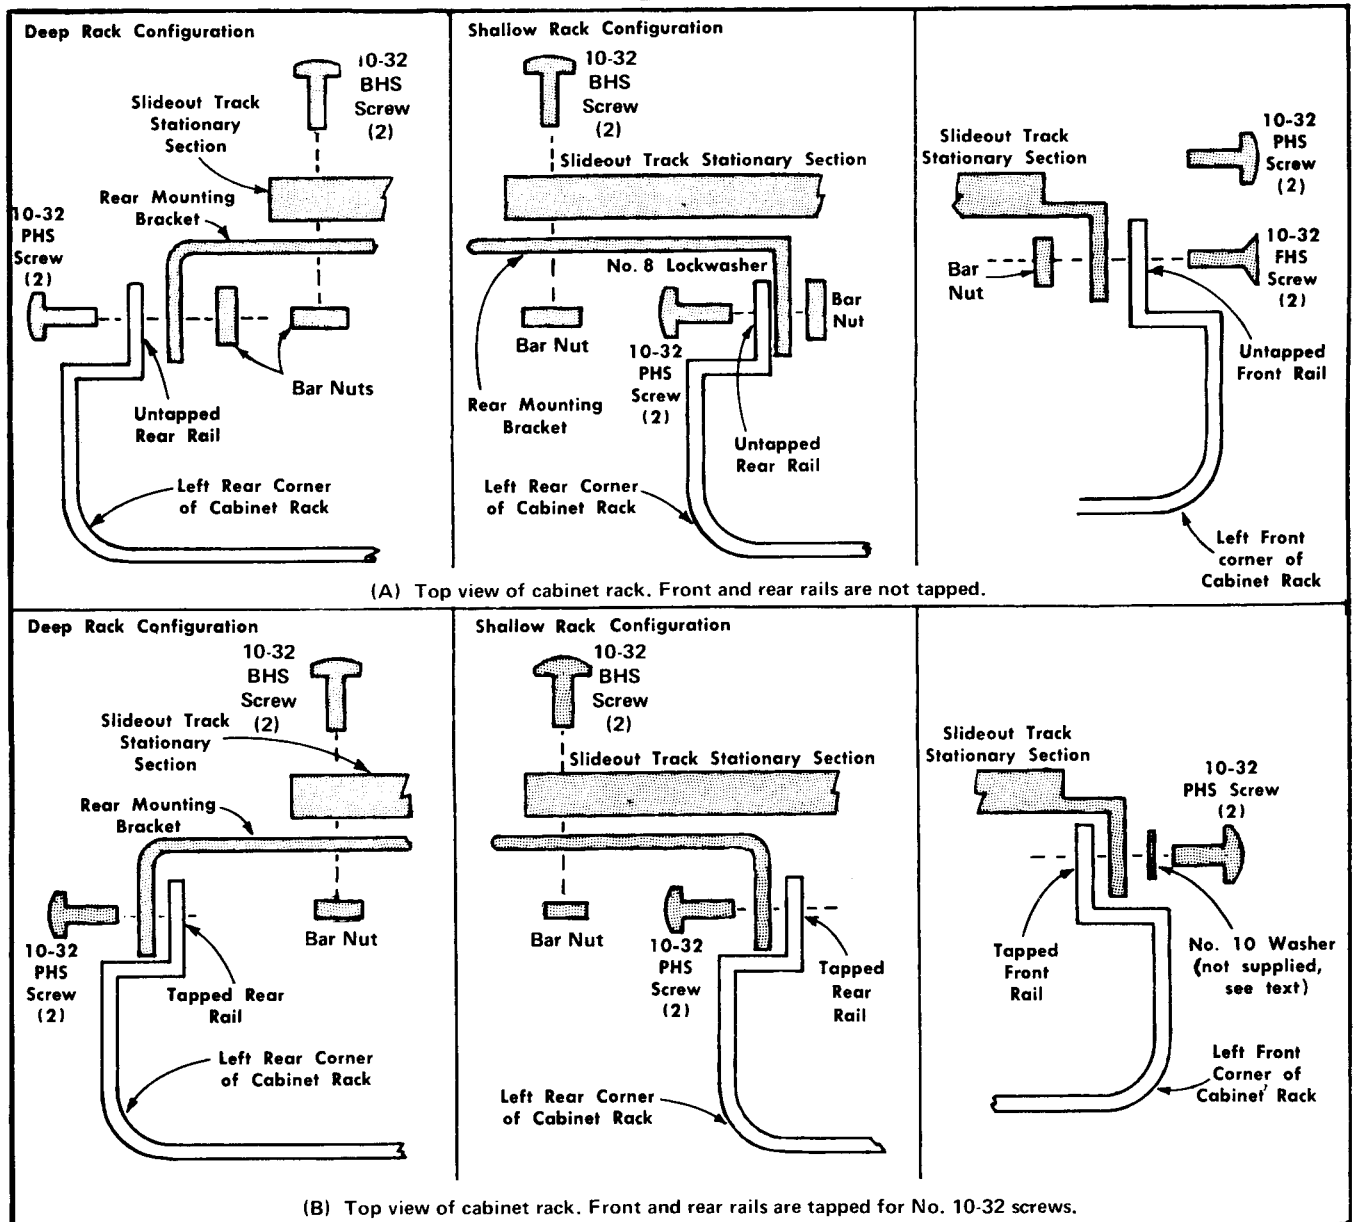 Deep Rack Configuration
10-32
BHS
Screw
(2)
Slideout Track
Stationary
Section
Rear Mounting
Bracket
10-32
PHS
Screw
(2)
Bar Nuts
Untapped
Rear Rail
Left Rear Corner
of Cabinet Rack
Shallow Rack Configuration
10-32
BHS
Screw
(2)
Slideout Track Stationary Section
No. 8 Lockwasher
Bar
Nut
Bar Nut
10-32
PHS
Screw
(2)
Rear Mounting
Bracket
Untapped
Rear Rail
Left Rear Corner
of Cabinet Rack
10-32
PHS
Screw
(2)
Slideout Track
Stationary Section
10-32
FHS
Screw
(2)
Bar
Nut
Untapped
Front Rail
Left Front
corner of
Cabinet Rack
(A) Top view of cabinet rack. Front and rear rails are not tapped.
Deep Rack Configuration
10-32
BHS
Screw
(2)
Slideout Track
Stationary
Section
Rear Mounting
Bracket
Bar Nut
10-32
PHS
Screw
(2)
Tapped Rear
Rail
Left Rear Corner
of Cabinet Rack
Shallow Rack Configuration
10-32
BHS
Screw
(2)
Slideout Track Stationary Section
Bar Nut
10-32
PHS
Screw
(2)
Tapped
Rear
Rail
Left Rear Corner
of Cabinet Rack
Slideout Track
Stationary Section
10-32
PHS Screw
(2)
Tapped
Front
Rail
No. 10 Washer
(not supplied,
see text)
Left Front
Corner of
Cabinet Rack
(B) Top view of cabinet rack. Front and rear rails are tapped for No. 10-32 screws.